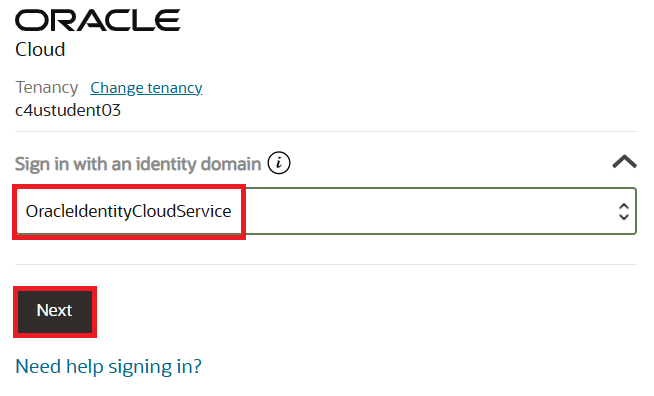 ORACLE
Cloud
Tenancy Change tenancy
c4ustudent03
Sign in with an identity domain i
OracleIdentityCloudService
Next
Need help signing in?